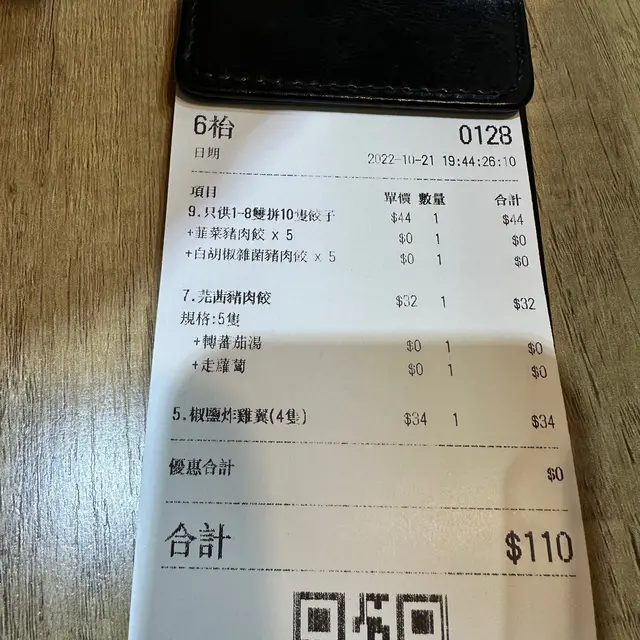 6枱 0128
日期 2022-10-21 19:44:26:10
項目 單價 數量 合計
9.只供1-8雙拼10隻餃子 $44 1 $44
+韮菜豬肉餃 x 5 $0 1 $0
+白胡椒雜菌豬肉餃 x 5 $0 1 $0
7.芫茜豬肉餃 $32 1 $32
規格:5隻
+轉蕃茄湯 $0 1 $0
+走蘿蔔 $0 1 $0
5.椒鹽炸雞翼(4隻) $34 1 $34
優惠合計 $0
合計 $110